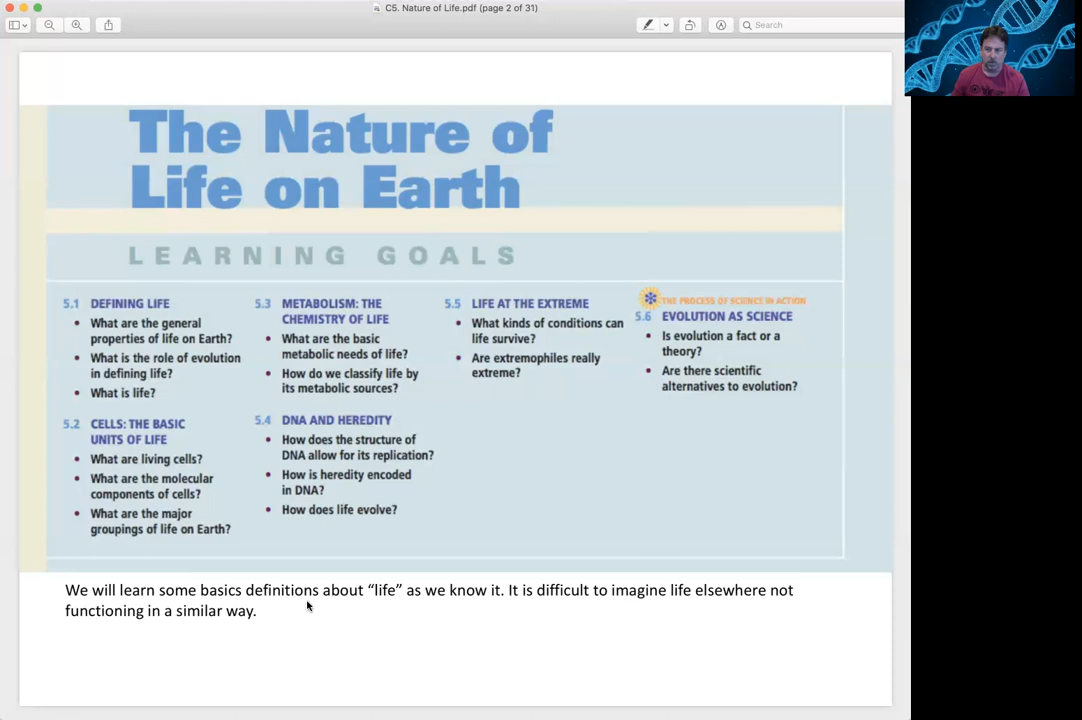 C5. Nature of Life.pdf (page 2 of 31)
Search
The Nature of
Life on Earth
LEARNING GOALS
5.1 DEFINING LIFE
• What are the general
properties of life on Earth?
• What is the role of evolution
in defining life?
• What is life?
5.2 CELLS: THE BASIC
UNITS OF LIFE
• What are living cells?
• What are the molecular
components of cells?
• What are the major
groupings of life on Earth?
5.3 METABOLISM: THE
CHEMISTRY OF LIFE
• What are the basic
metabolic needs of life?
• How do we classify life by
its metabolic sources?
5.4 DNA AND HEREDITY
• How does the structure of
DNA allow for its replication?
• How is heredity encoded
in DNA?
• How does life evolve?
5.5 LIFE AT THE EXTREME
• What kinds of conditions can
life survive?
• Are extremophiles really
extreme?
THE PROCESS OF SCIENCE IN ACTION
5.6 EVOLUTION AS SCIENCE
• Is evolution a fact or a
theory?
• Are there scientific
alternatives to evolution?
We will learn some basics definitions about “life” as we know it. It is difficult to imagine life elsewhere not
functioning in a similar way.